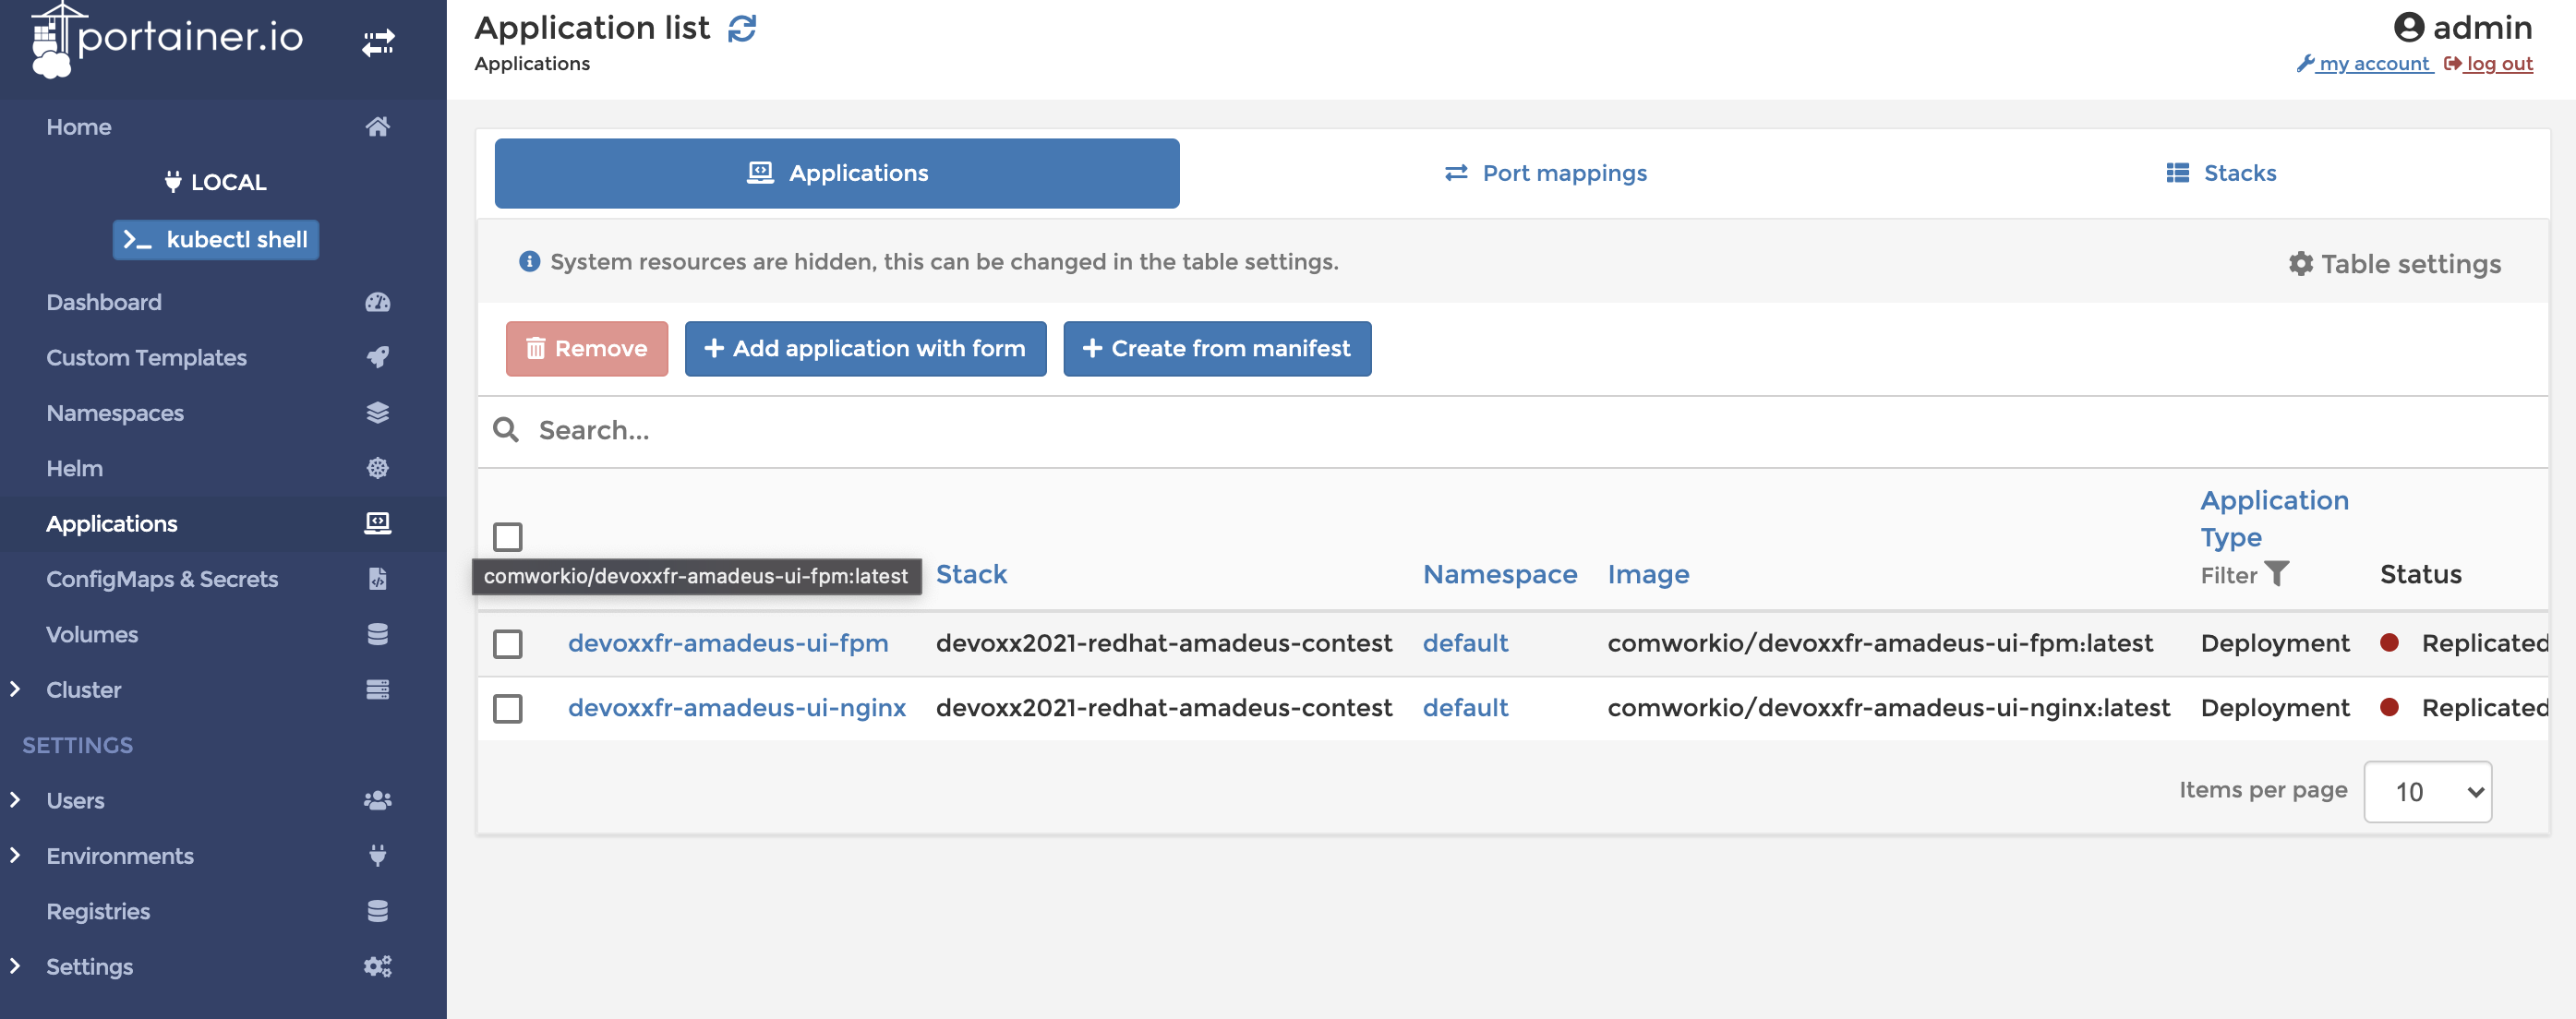 portainer.io
Application list
Applications
admin
my account log out
Home
LOCAL
kubectl shell
Dashboard
Custom Templates
Namespaces
Helm
Applications
ConfigMaps & Secrets
Volumes
Cluster
SETTINGS
Users
Environments
Registries
Settings
Applications
Port mappings
Stacks
System resources are hidden, this can be changed in the table settings.
Table settings
Remove
Add application with form
Create from manifest
Search...
comworkio/devoxxfr-amadeus-ui-fpm:latest
Stack
Namespace
Image
Application
Type
Filter
Status
devoxxfr-amadeus-ui-fpm devoxx2021-redhat-amadeus-contest default comworkio/devoxxfr-amadeus-ui-fpm:latest Deployment Replicated
devoxxfr-amadeus-ui-nginx devoxx2021-redhat-amadeus-contest default comworkio/devoxxfr-amadeus-ui-nginx:latest Deployment Replicated
Items per page 10